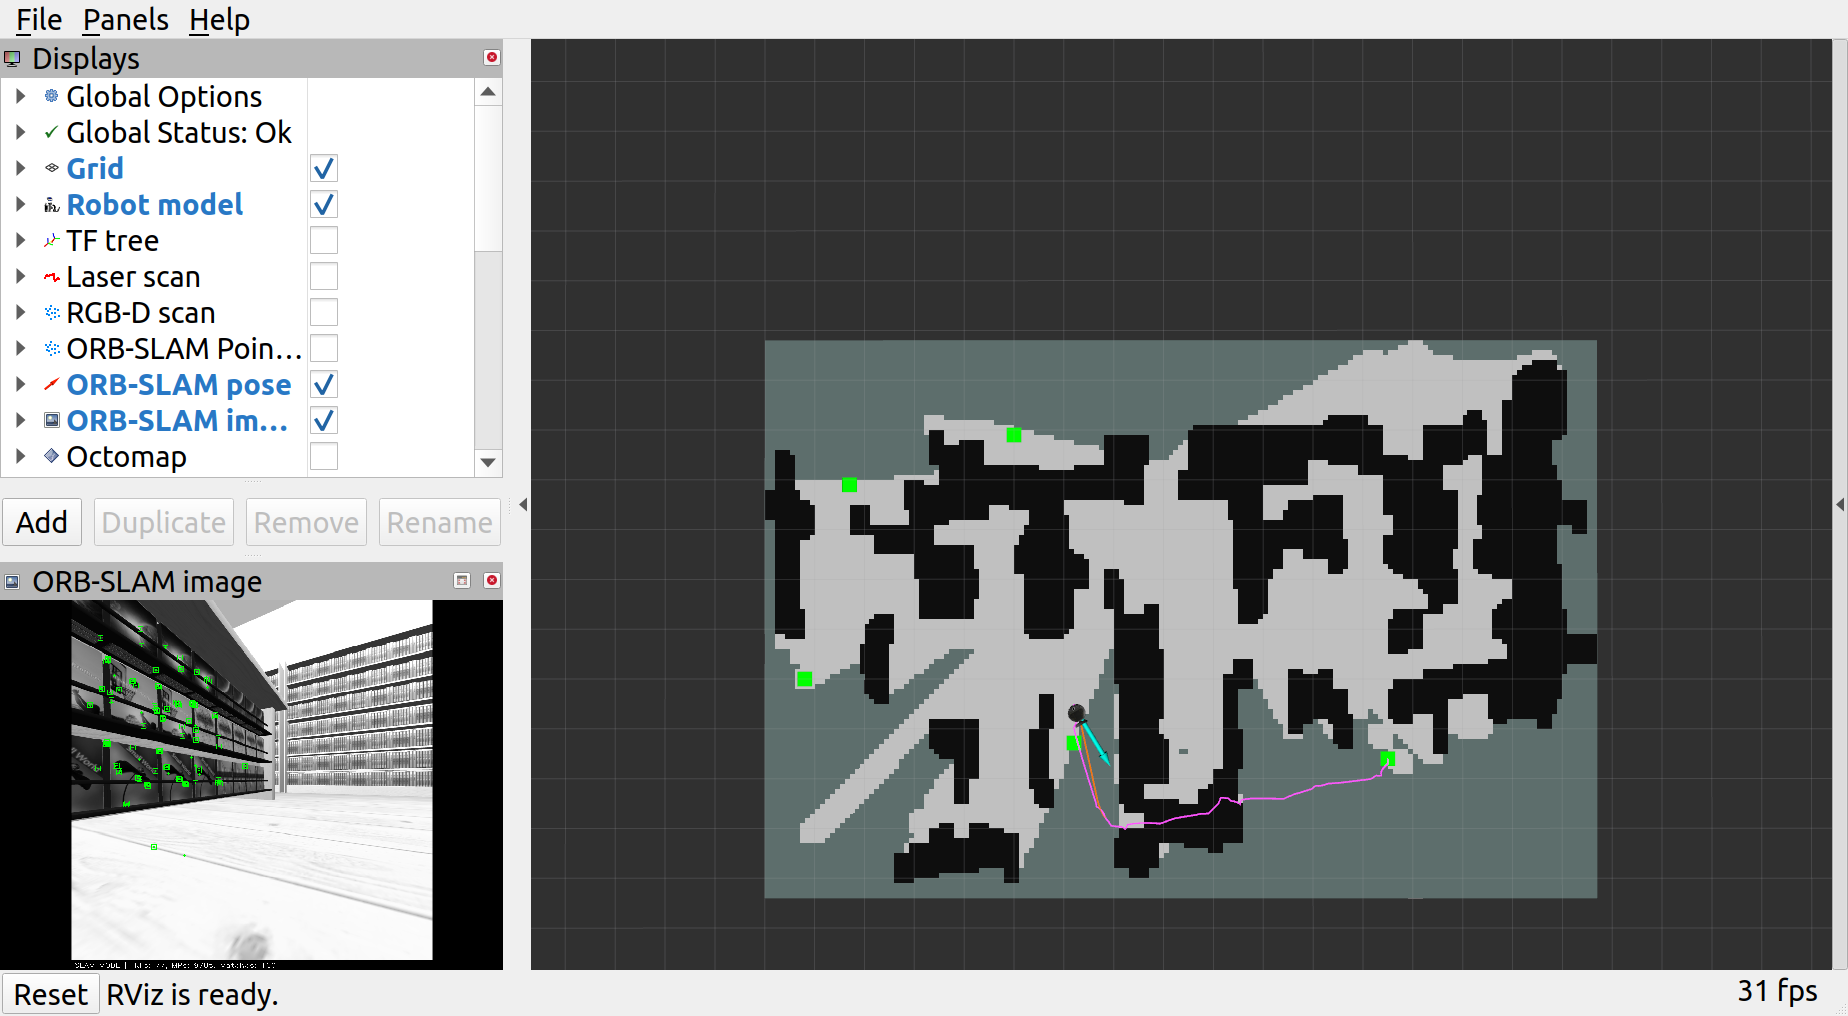 File Panels Help
Displays
Global Options
Global Status: Ok
Grid
Robot model
TF tree
Laser scan
RGB-D scan
ORB-SLAM Poin...
ORB-SLAM pose
ORB-SLAM im...
Octomap
Add Duplicate Remove Rename
ORB-SLAM image
SLAM MODE |
Reset RViz is ready.
31 fps